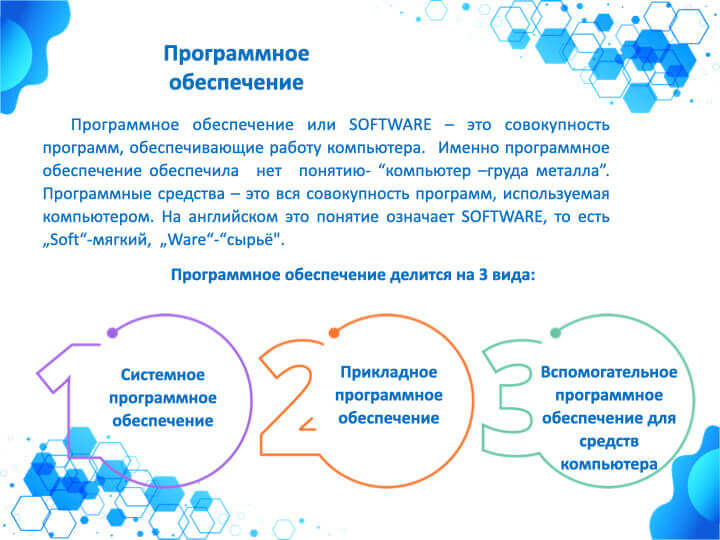 Программное
обеспечение
Программное обеспечение или SOFTWARE – это совокупность
программ, обеспечивающие работу компьютера. Именно программное
обеспечение обеспечила нет понятию- “компьютер –груда металла”.
Программные средства – это вся совокупность программ, используемая
компьютером. На английском это понятие означает SOFTWARE, то есть
„Soft“-мягкий, „Ware“-“сырьё".
Программное обеспечение делится на 3 вида:
1
Системное
программное
обеспечение
2
Прикладное
программное
обеспечение
3
Вспомогательное
программное
обеспечение для
средств
компьютера